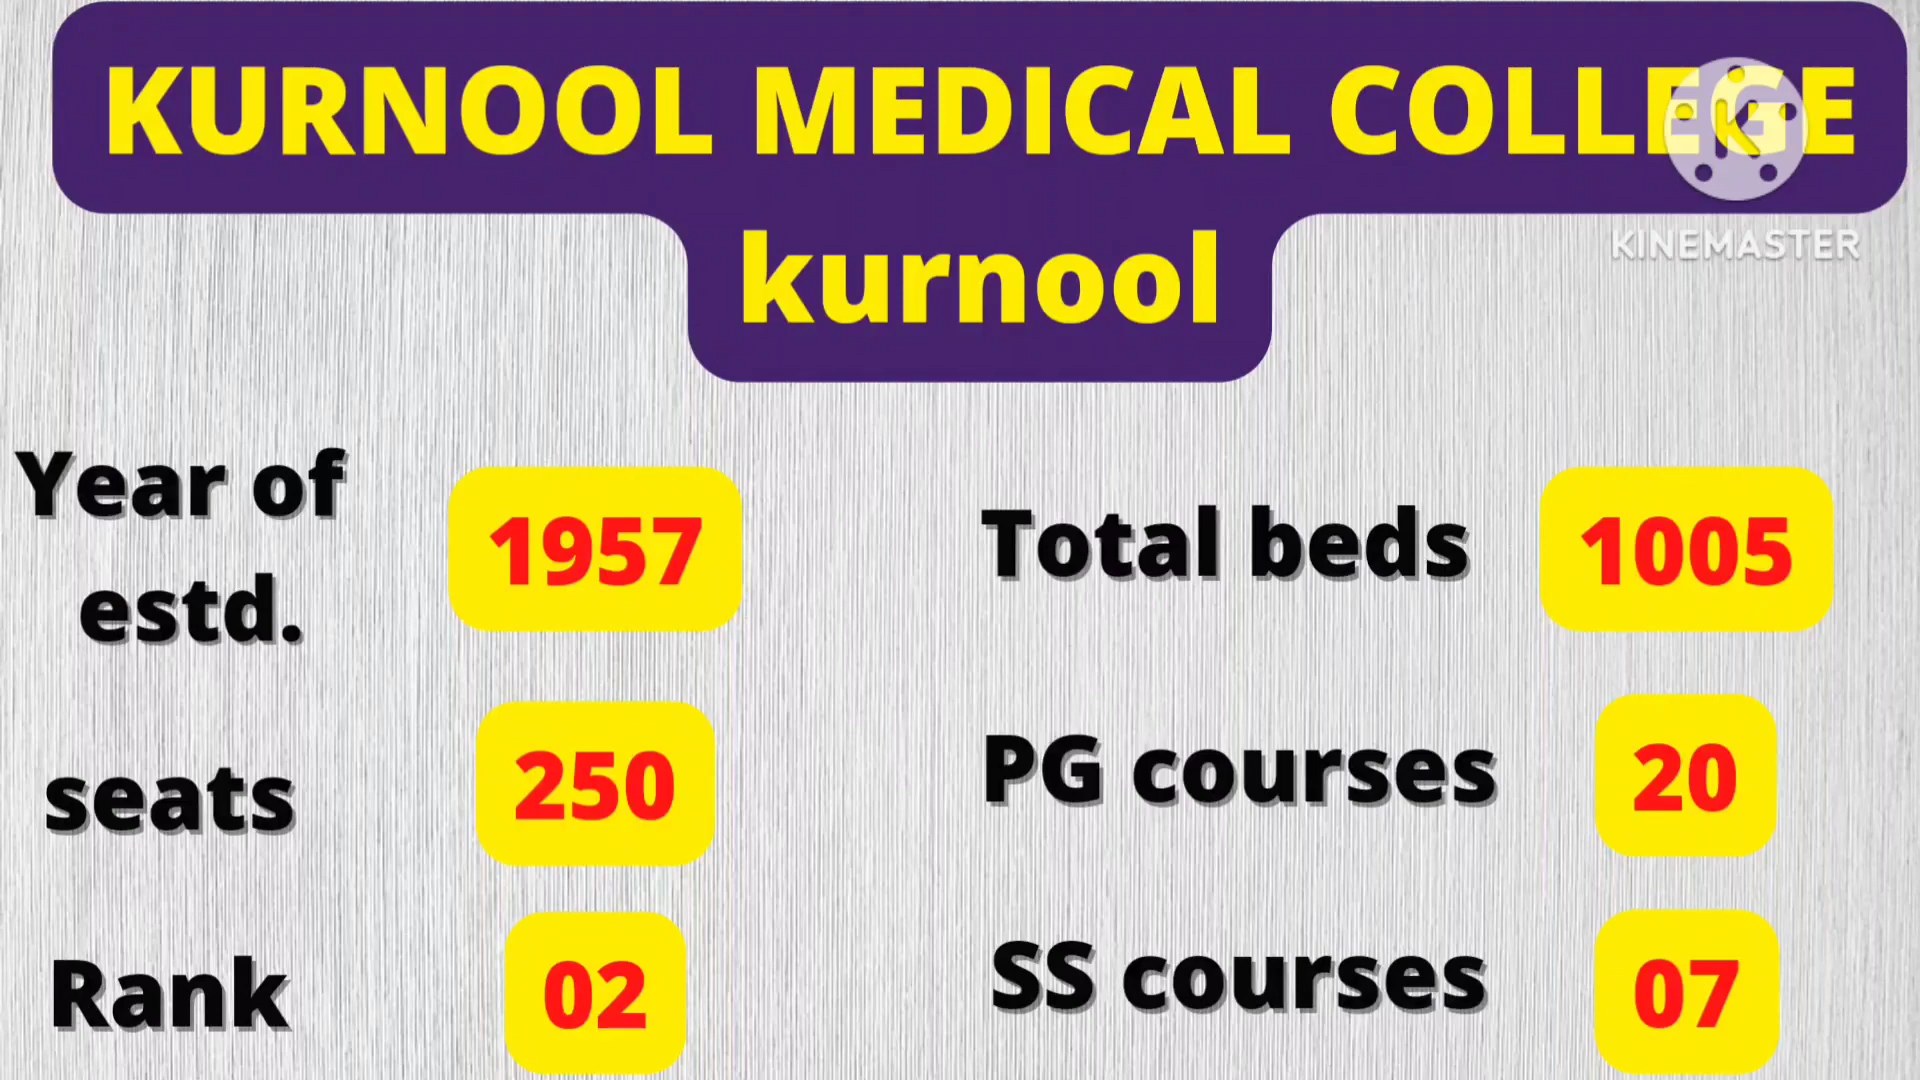 KURNOOL MEDICAL COLLEGE
kurnool
K
KINEMASTER
Year of
estd.
1957
Total beds
1005
seats
250
PG courses
20
Rank
02
SS courses
07